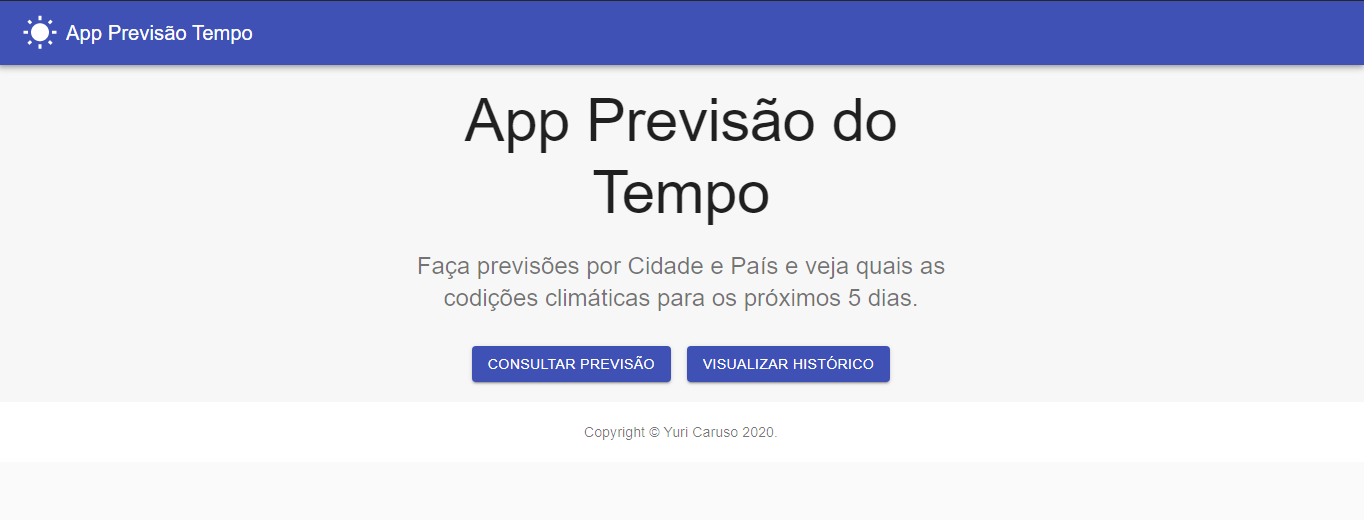 App Previsão Tempo
App Previsão do
Tempo
Faça previsões por Cidade e País e veja quais as
codições climáticas para os próximos 5 dias.
CONSULTAR PREVISÃO
VISUALIZAR HISTÓRICO
Copyright © Yuri Caruso 2020.